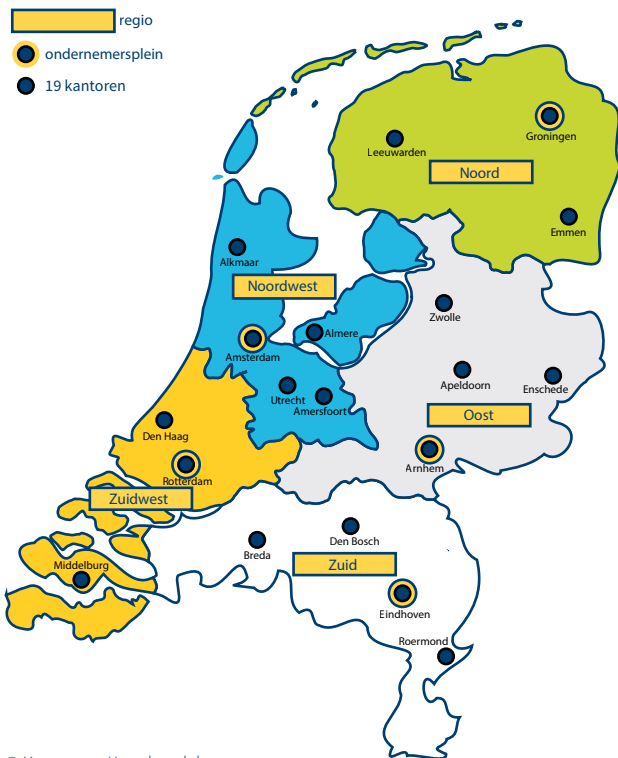 regio
ondernemersplein
19 kantoren
Groningen
Leeuwarden
Noord
Emmen
Alkmaar
Noordwest
Zwolle
Almere
Amsterdam
Apeldoorn
Enschede
Utrecht
Amersfoort
Oost
Den Haag
Arnhem
Rotterdam
Zuidwest
Den Bosch
Breda
Zuid
Middelburg
Eindhoven
Roermond